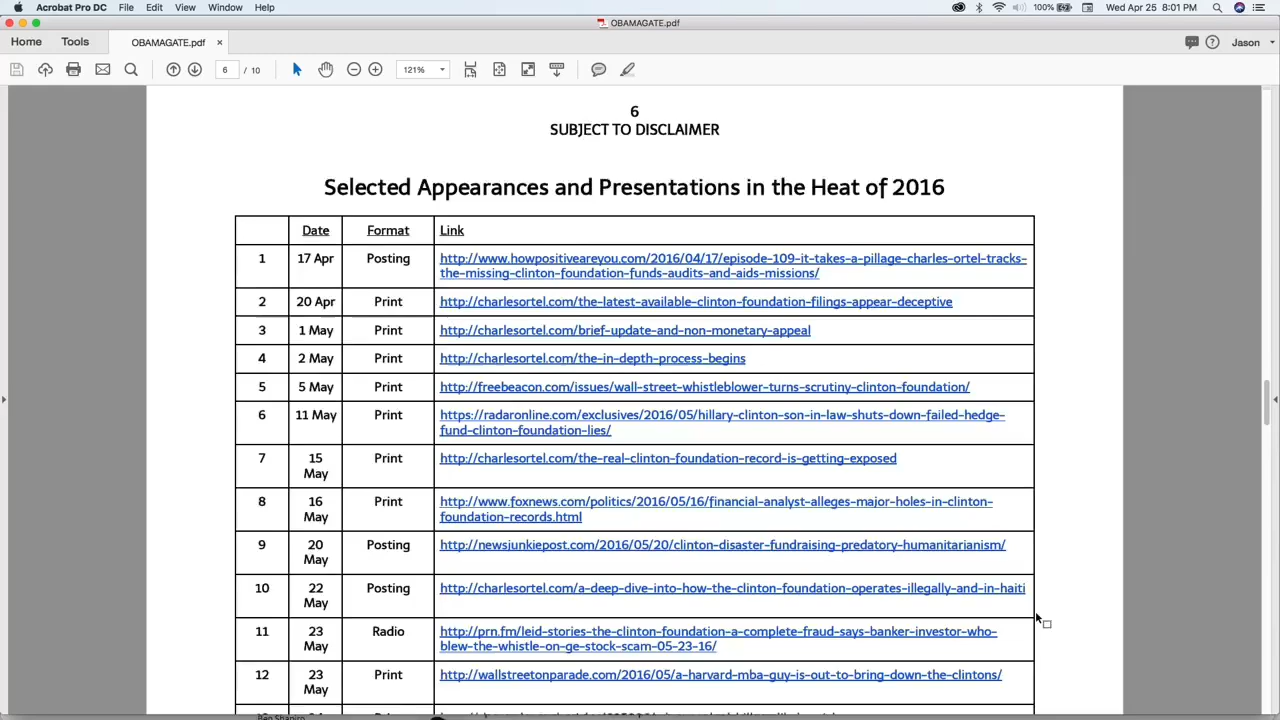 Acrobat Pro DC File Edit View Window Help 100% Wed Apr 25 8:01 PM
OBAMAGATE.pdf
Home Tools OBAMAGATE.pdf × Jason
6 / 10 121%
6
SUBJECT TO DISCLAIMER
Selected Appearances and Presentations in the Heat of 2016
Date Format Link
1 17 Apr Posting http://www.howpositiveareyou.com/2016/04/17/episode-109-it-takes-a-pillage-charles-ortel-tracks-
the-missing-clinton-foundation-funds-audits-and-aids-missions/
2 20 Apr Print http://charlesortel.com/the-latest-available-clinton-foundation-filings-appear-deceptive
3 1 May Print http://charlesortel.com/brief-update-and-non-monetary-appeal
4 2 May Print http://charlesortel.com/the-in-depth-process-begins
5 5 May Print http://freebeacon.com/issues/wall-street-whistleblower-turns-scrutiny-clinton-foundation/
6 11 May Print https://radaronline.com/exclusives/2016/05/hillary-clinton-son-in-law-shuts-down-failed-hedge-
fund-clinton-foundation-lies/
7 15 Print http://charlesortel.com/the-real-clinton-foundation-record-is-getting-exposed
May
8 16 Print http://www.foxnews.com/politics/2016/05/16/financial-analyst-alleges-major-holes-in-clinton-
May foundation-records.html
9 20 Posting http://newsjunkiepost.com/2016/05/20/clinton-disaster-fundraising-predatory-humanitarianism/
May
10 22 Posting http://charlesortel.com/a-deep-dive-into-how-the-clinton-foundation-operates-illegally-and-in-haiti
May
11 23 Radio http://prn.fm/leid-stories-the-clinton-foundation-a-complete-fraud-says-banker-investor-who-
May blew-the-whistle-on-ge-stock-scam-05-23-16/
12 23 Print http://wallstreetonparade.com/2016/05/a-harvard-mba-guy-is-out-to-bring-down-the-clintons/
May
Ben Shapiro